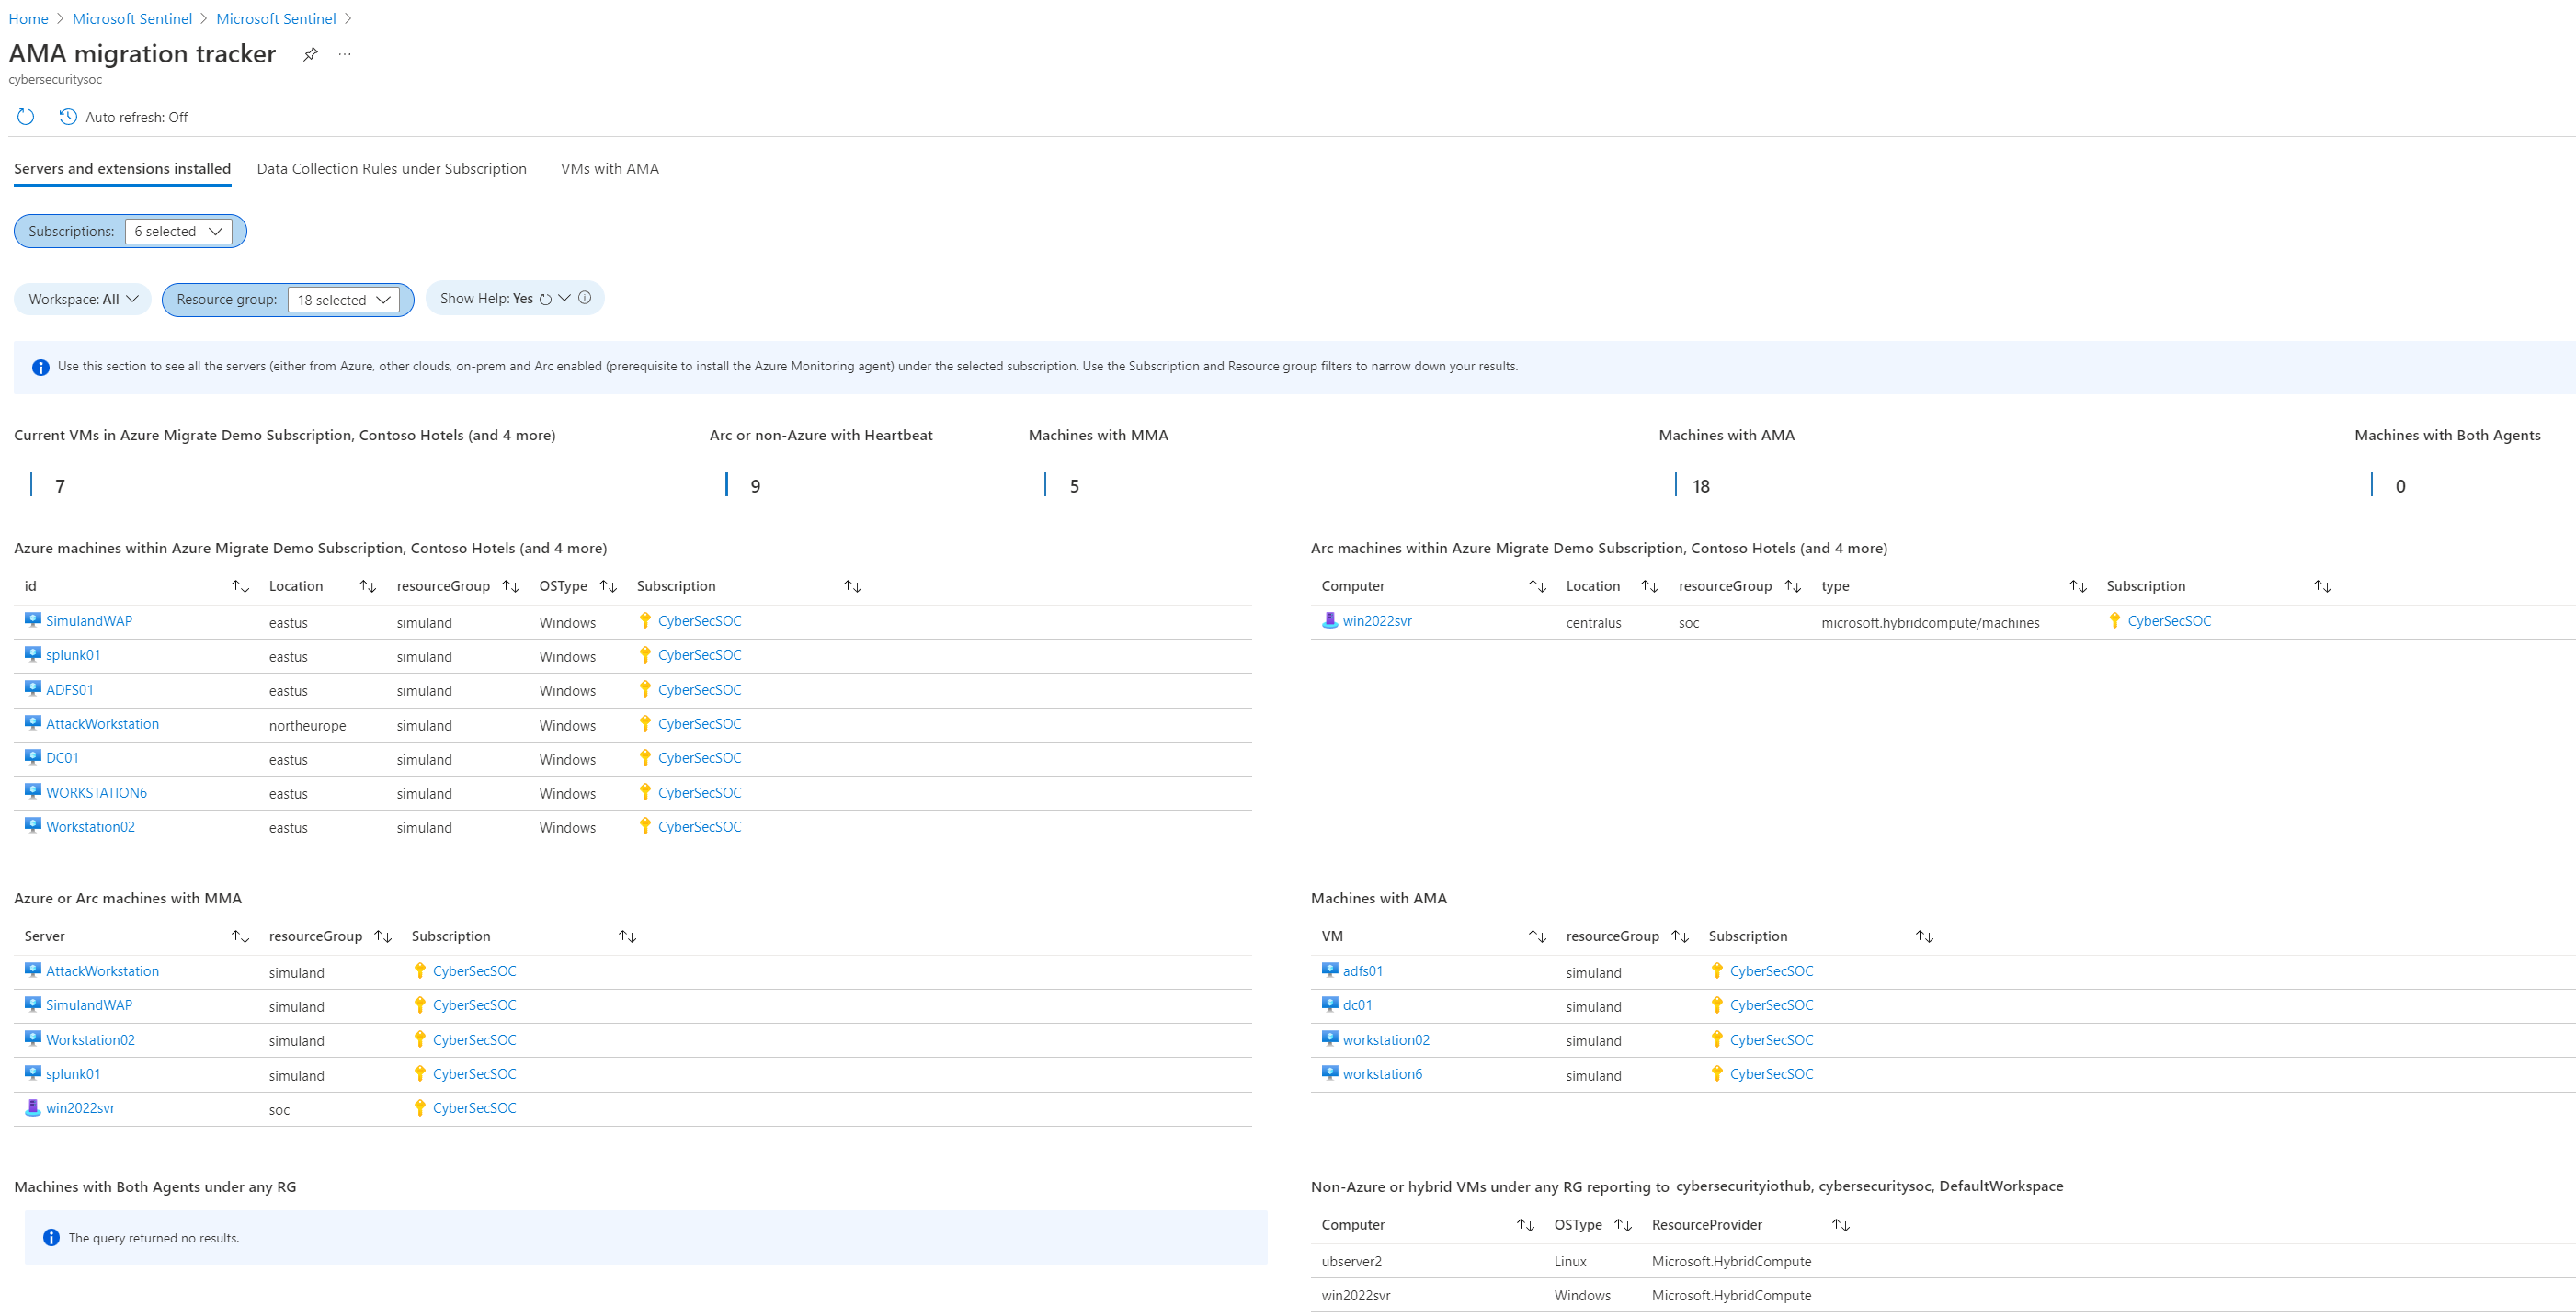 Home > Microsoft Sentinel > Microsoft Sentinel >
AMA migration tracker ...
cybersecuritysoc
Auto refresh: Off
Servers and extensions installed Data Collection Rules under Subscription VMs with AMA
Subscriptions: 6 selected
Workspace: All Resource group: 18 selected Show Help: Yes
Use this section to see all the servers (either from Azure, other clouds, on-prem and Arc enabled (prerequisite to install the Azure Monitoring agent) under the selected subscription. Use the Subscription and Resource group filters to narrow down your results.
Current VMs in Azure Migrate Demo Subscription, Contoso Hotels (and 4 more) Arc or non-Azure with Heartbeat Machines with MMA Machines with AMA Machines with Both Agents
7 9 5 18 0
Azure machines within Azure Migrate Demo Subscription, Contoso Hotels (and 4 more)
id Location resourceGroup OSType Subscription
SimulandWAP eastus simuland Windows CyberSecSOC
splunk01 eastus simuland Windows CyberSecSOC
ADFS01 eastus simuland Windows CyberSecSOC
AttackWorkstation northeurope simuland Windows CyberSecSOC
DC01 eastus simuland Windows CyberSecSOC
WORKSTATION6 eastus simuland Windows CyberSecSOC
Workstation02 eastus simuland Windows CyberSecSOC
Arc machines within Azure Migrate Demo Subscription, Contoso Hotels (and 4 more)
Computer Location resourceGroup type Subscription
win2022svr centralus soc microsoft.hybridcompute/machines CyberSecSOC
Azure or Arc machines with MMA
Server resourceGroup Subscription
AttackWorkstation simuland CyberSecSOC
SimulandWAP simuland CyberSecSOC
Workstation02 simuland CyberSecSOC
splunk01 simuland CyberSecSOC
win2022svr soc CyberSecSOC
Machines with AMA
VM resourceGroup Subscription
adfs01 simuland CyberSecSOC
dc01 simuland CyberSecSOC
workstation02 simuland CyberSecSOC
workstation6 simuland CyberSecSOC
Machines with Both Agents under any RG
The query returned no results.
Non-Azure or hybrid VMs under any RG reporting to cybersecurityiothub, cybersecuritysoc, DefaultWorkspace
Computer OSType ResourceProvider
ubserver2 Linux Microsoft.HybridCompute
win2022svr Windows Microsoft.HybridCompute